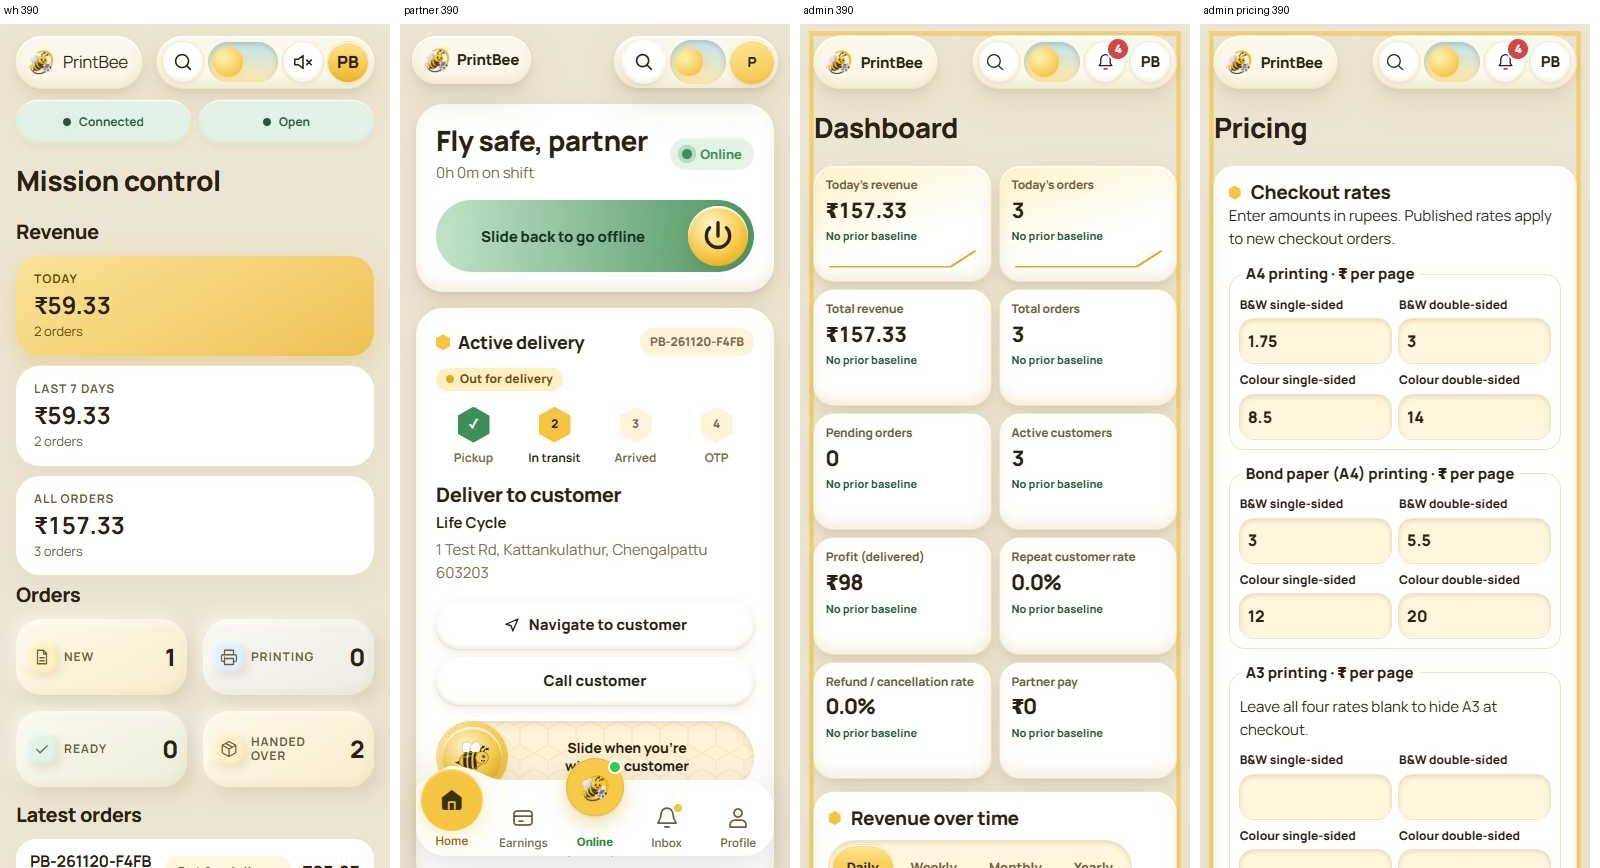 wh 390
PrintBee
PB
Connected
Open
Mission control
Revenue
TODAY
₹59.33
2 orders
LAST 7 DAYS
₹59.33
2 orders
ALL ORDERS
₹157.33
3 orders
Orders
NEW 1
PRINTING 0
READY 0
HANDED
OVER 2
Latest orders
PB-261120-F4FB
partner 390
PrintBee
P
Fly safe, partner
Online
0h 0m on shift
Slide back to go offline
Active delivery
PB-261120-F4FB
Out for delivery
✓ 2 3 4
Pickup In transit Arrived OTP
Deliver to customer
Life Cycle
1 Test Rd, Kattankulathur, Chengalpattu
603203
Navigate to customer
Call customer
Slide when you're
customer
Home Earnings Online Inbox Profile
admin 390
PrintBee
4
PB
Dashboard
Today's revenue
₹157.33
No prior baseline
Today's orders
3
No prior baseline
Total revenue
₹157.33
No prior baseline
Total orders
3
No prior baseline
Pending orders
0
No prior baseline
Active customers
3
No prior baseline
Profit (delivered)
₹98
No prior baseline
Repeat customer rate
0.0%
No prior baseline
Refund / cancellation rate
0.0%
No prior baseline
Partner pay
₹0
No prior baseline
Revenue over time
Daily Weekly Monthly Yearly
admin pricing 390
PrintBee
4
PB
Pricing
Checkout rates
Enter amounts in rupees. Published rates apply
to new checkout orders.
A4 printing · ₹ per page
B&W single-sided B&W double-sided
1.75 3
Colour single-sided Colour double-sided
8.5 14
Bond paper (A4) printing · ₹ per page
B&W single-sided B&W double-sided
3 5.5
Colour single-sided Colour double-sided
12 20
A3 printing · ₹ per page
Leave all four rates blank to hide A3 at
checkout.
B&W single-sided B&W double-sided
Colour single-sided Colour double-sided